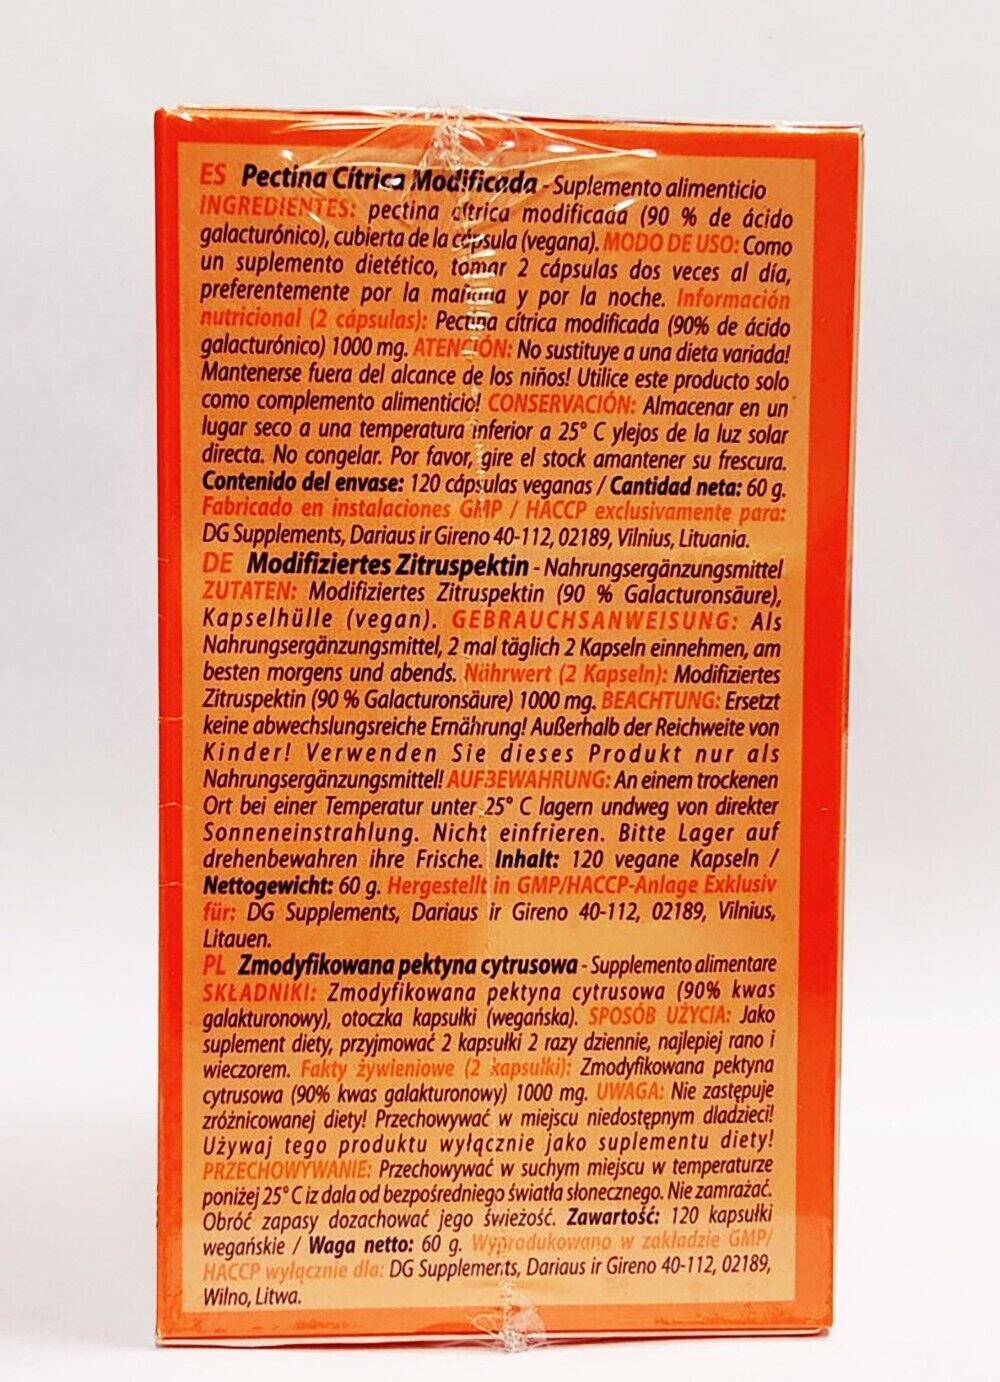 ES Pectina Cítrica Modificada - Suplemento alimenticio
INGREDIENTES: pectina cítrica modificada (90 % de ácido
galacturónico), cubierta de la cápsula (vegana). MODO DE USO: Como
un suplemento dietético, tomar 2 cápsulas dos veces al día,
preferentemente por la mañana y por la noche. Información
nutricional (2 cápsulas): Pectina cítrica modificada (90% de ácido
galacturónico) 1000 mg. ATENCIÓN: No sustituye a una dieta variada!
Mantenerse fuera del alcance de los niños! Utilice este producto solo
como complemento alimenticio! CONSERVACIÓN: Almacenar en un
lugar seco a una temperatura inferior a 25° C ylejos de la luz solar
directa. No congelar. Por favor, gire el stock amantener su frescura.
Contenido del envase: 120 cápsulas veganas / Cantidad neta: 60 g.
Fabricado en instalaciones GMP / HACCP exclusivamente para:
DG Supplements, Dariaus ir Gireno 40-112, 02189, Vilnius, Lituania.
DE Modifiziertes Zitruspektin - Nahrungsergänzungsmittel
ZUTATEN: Modifiziertes Zitruspektin (90 % Galacturonsäure),
Kapselhülle (vegan). GEBRAUCHSANWEISUNG: Als
Nahrungsergänzungsmittel, 2 mal täglich 2 Kapseln einnehmen, am
besten morgens und abends. Nährwert (2 Kapseln): Modifiziertes
Zitruspektin (90 % Galacturonsäure) 1000 mg. BEACHTUNG: Ersetzt
keine abwechslungsreiche Ernährung! Außerhalb der Reichweite von
Kinder! Verwenden Sie dieses Produkt nur als
Nahrungsergänzungsmittel! AUFBEWAHRUNG: An einem trockenen
Ort bei einer Temperatur unter 25° C lagern undweg von direkter
Sonneneinstrahlung. Nicht einfrieren. Bitte Lager auf
drehenbewahren ihre Frische. Inhalt: 120 vegane Kapseln /
Nettogewicht: 60 g. Hergestellt in GMP/HACCP-Anlage Exklusiv
für: DG Supplements, Dariaus ir Gireno 40-112, 02189, Vilnius,
Litauen.
PL Zmodyfikowana pektyna cytrusowa - Supplemento alimentare
SKŁADNIKI: Zmodyfikowana pektyna cytrusowa (90% kwas
galakturonowy), otoczka kapsułki (wegańska). SPOSÓB UŻYCIA: Jako
suplement diety, przyjmować 2 kapsułki 2 razy dziennie, najlepiej rano i
wieczorem. Fakty żywieniowe (2 kapsułki): Zmodyfikowana pektyna
cytrusowa (90% kwas galakturonowy) 1000 mg. UWAGA: Nie zastępuje
zróżnicowanej diety! Przechowywać w miejscu niedostępnym dladzieci!
Używaj tego produktu wyłącznie jako suplementu diety!
PRZECHOWYWANIE: Przechowywać w suchym miejscu w temperaturze
poniżej 25° C iz dala od bezpośredniego światła słonecznego. Nie zamrażać.
Obróć zapasy dozachować jego świeżość. Zawartość: 120 kapsułki
wegańskie / Waga netto: 60 g. Wyprodukowano w zakładzie GMP/
HACCP wyłącznie dla: DG Supplements, Dariaus ir Gireno 40-112, 02189,
Wilno, Litwa.